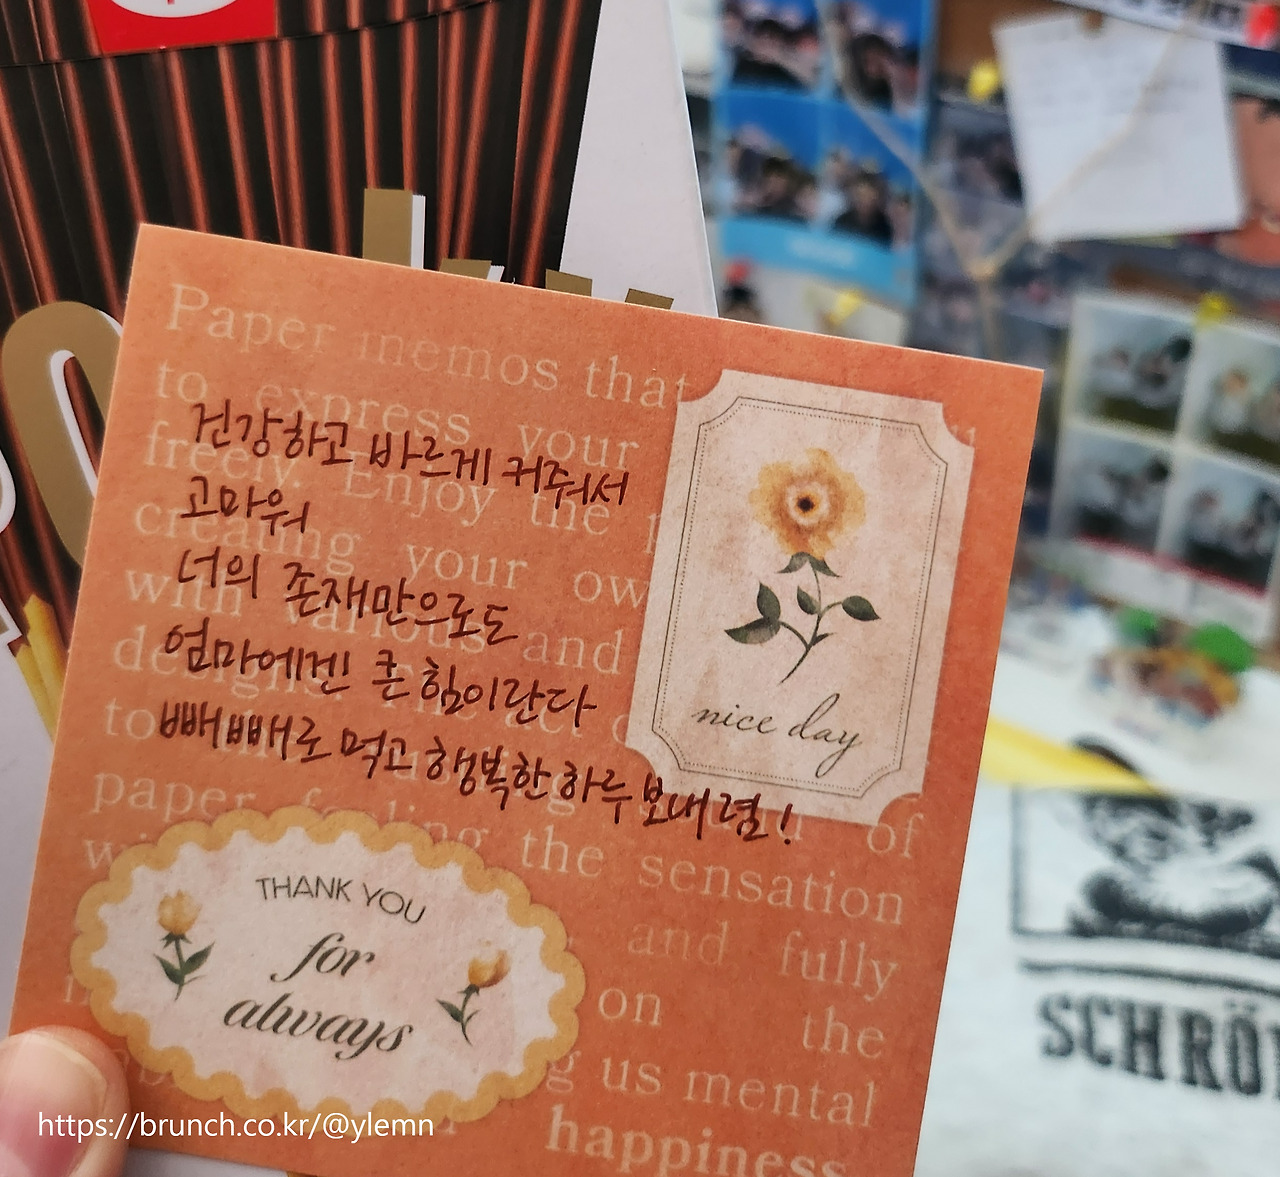 Paper memos that
to express your
freely. Enjoy the
creating your own
with various and
designs. The act
to
paper feeling the sensation
of
and fully
on the
us mental
happiness
건강하고 바르게 커줘서
고마워
너의 존재만으로도
엄마에겐 큰 힘이란다
빼빼로 먹고 행복한 하루 보내렴!
nice day
THANK YOU
for
always
SCHRÖ
https://brunch.co.kr/@ylemn